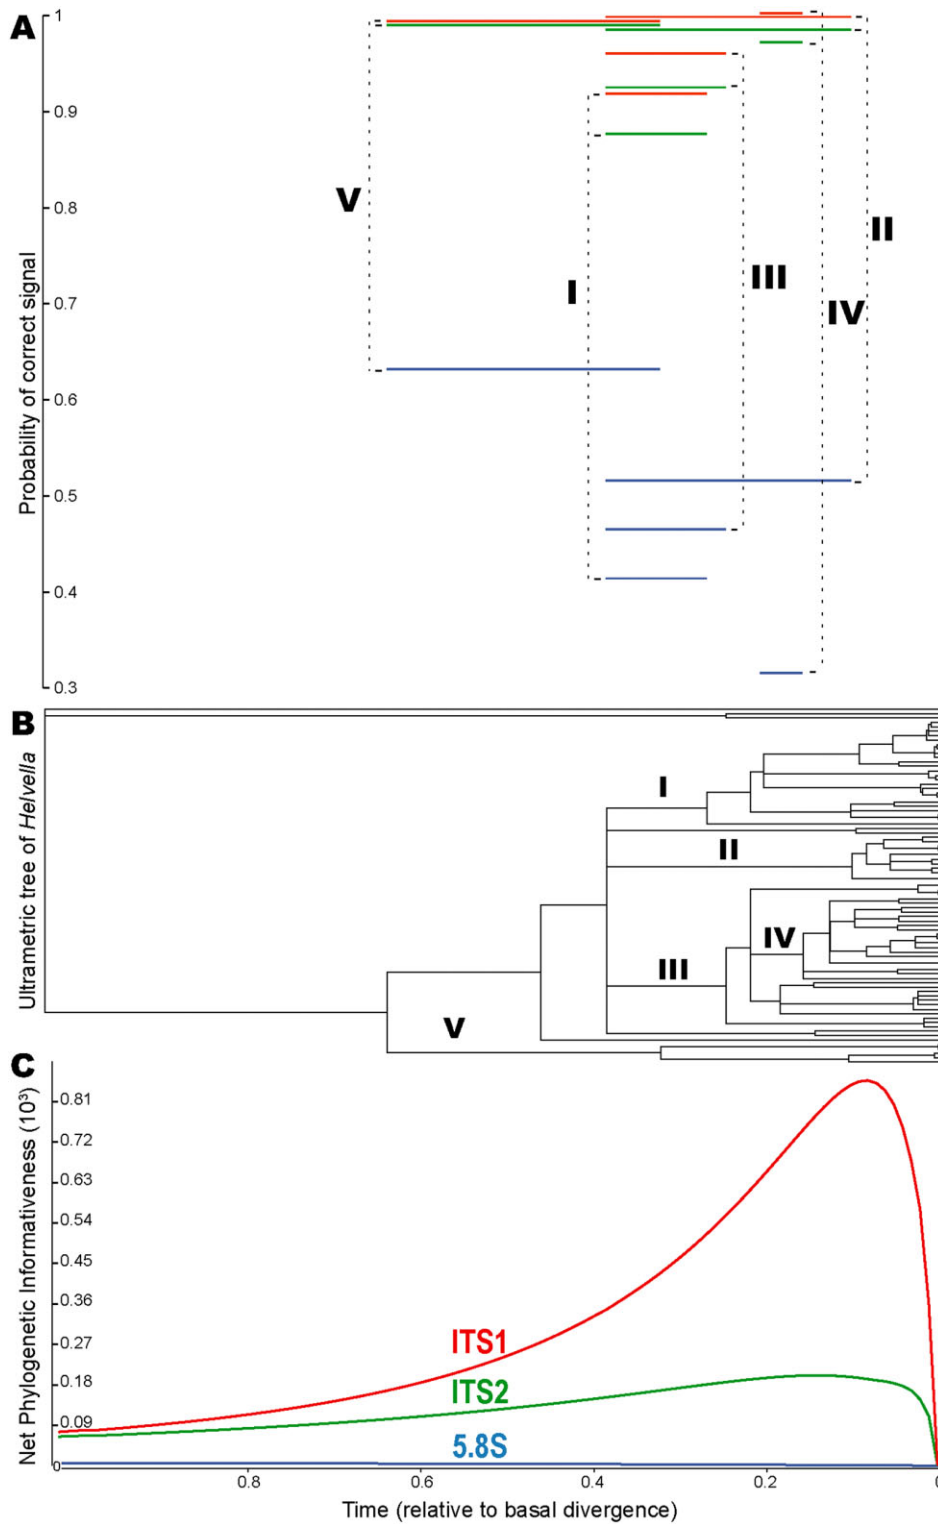 A
Probability of correct signal
1
0.9
0.8
0.7
0.6
0.5
0.4
0.3
V
I
III
IV
II
B
Ultrametric tree of Helvella
I
II
III
IV
V
C
Net Phylogenetic Informativeness (10³)
0.81
0.72
0.63
0.54
0.45
0.36
0.27
0.18
0.09
0
ITS1
ITS2
5.8S
0.8
0.6
0.4
0.2
0
Time (relative to basal divergence)